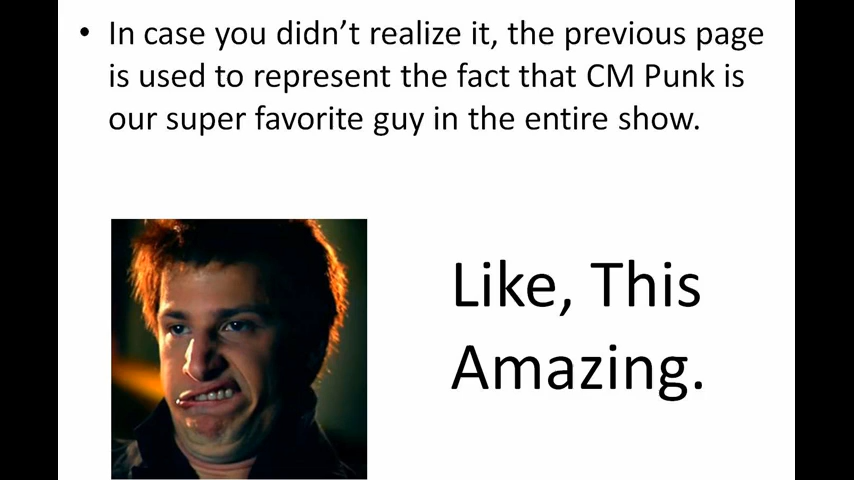 • In case you didn’t realize it, the previous page
is used to represent the fact that CM Punk is
our super favorite guy in the entire show.
Like, This
Amazing.